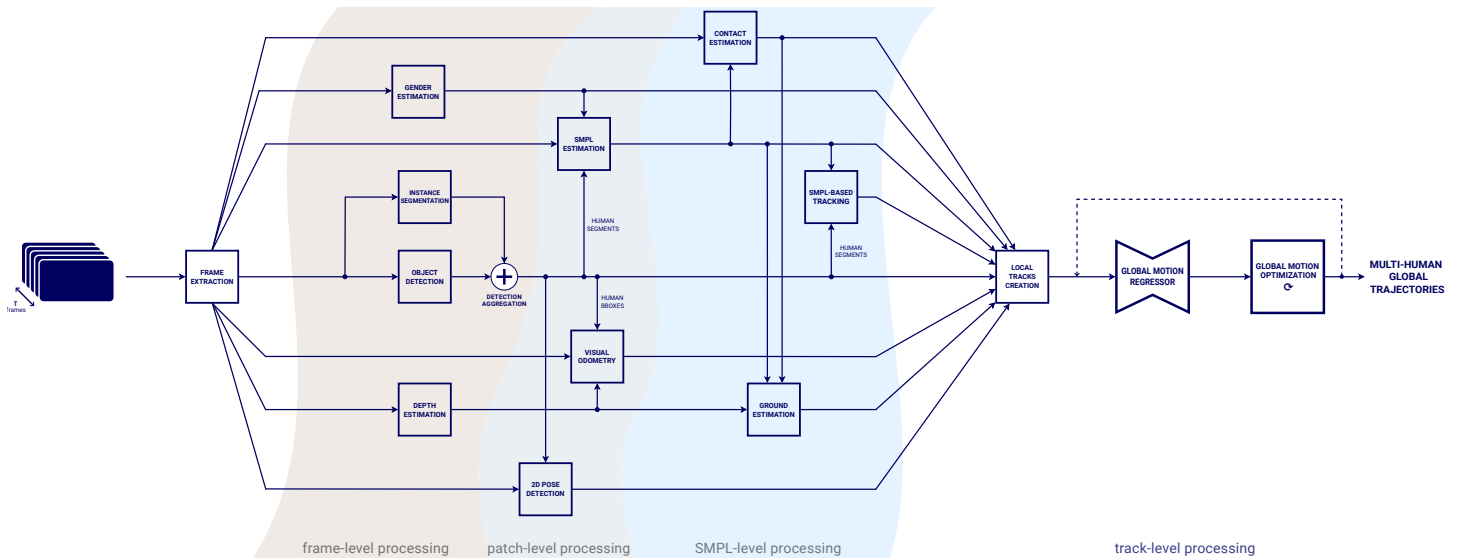 CONTACT
ESTIMATION
GENDER
ESTIMATION
SMPL
ESTIMATION
INSTANCE
SEGMENTATION
SMPL-BASED
TRACKING
HUMAN
SEGMENTS
HUMAN
SEGMENTS
FRAME
EXTRACTION
OBJECT
DETECTION
DETECTION
AGGREGATION
HUMAN
BBOXES
LOCAL
TRACKS
CREATION
GLOBAL MOTION
REGRESSOR
GLOBAL MOTION
OPTIMIZATION
⟳
MULTI-HUMAN
GLOBAL
TRAJECTORIES
T
frames
VISUAL
ODOMETRY
DEPTH
ESTIMATION
GROUND
ESTIMATION
2D POSE
DETECTION
frame-level processing
patch-level processing
SMPL-level processing
track-level processing